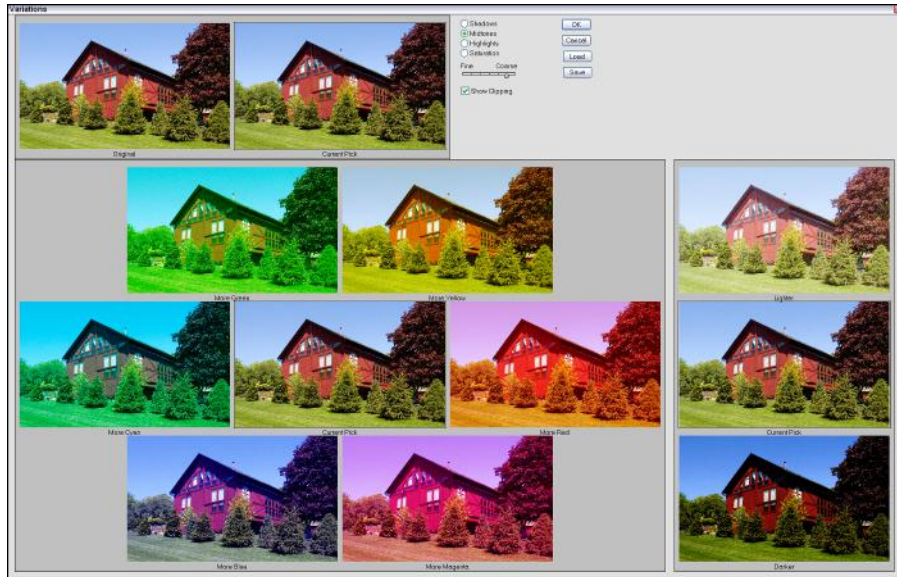 Variations
Shadows
Midtones
Highlights
Saturation
Fine Coarse
Show Clipping
OK
Cancel
Load
Save
Original
Current Pick
More Green
More Yellow
Lighter
More Cyan
Current Pick
More Red
Current Pick
More Blue
More Magenta
Darker